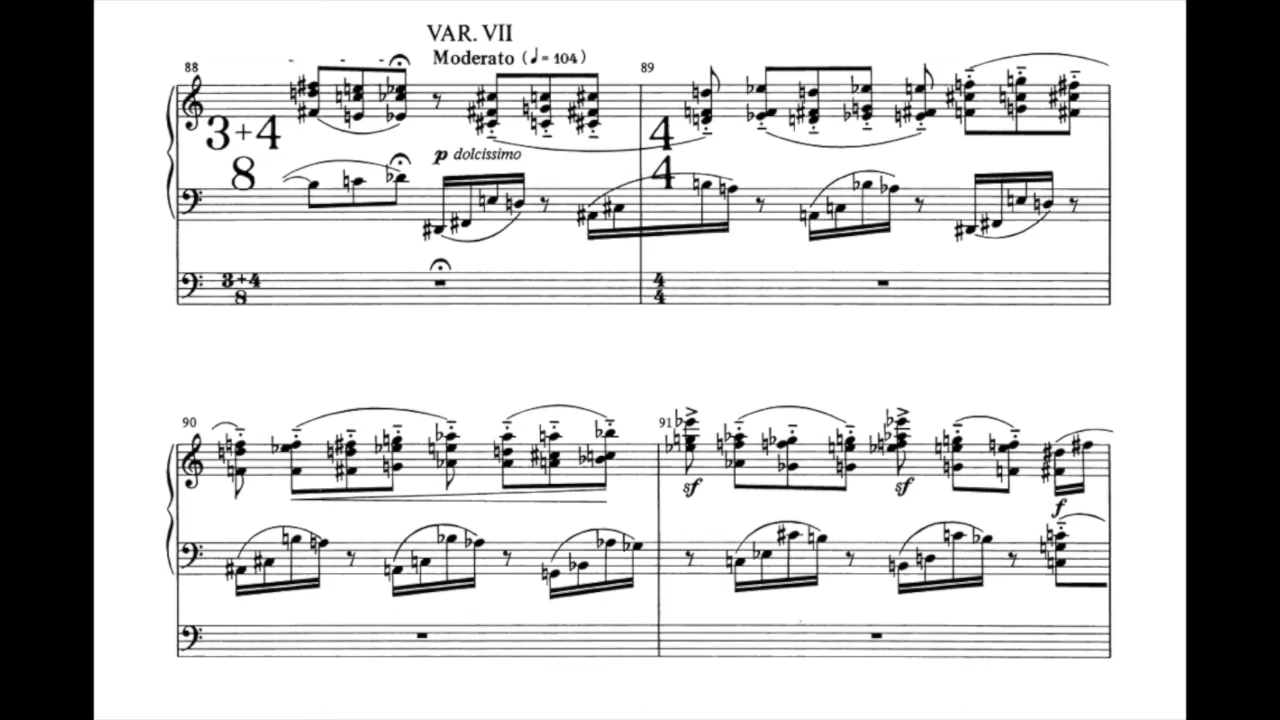 VAR. VII
88 Moderato (♩= 104) 89
3+4
8
4
4
p dolcissimo
3+4
8
4
4
90 91
sf sf
f